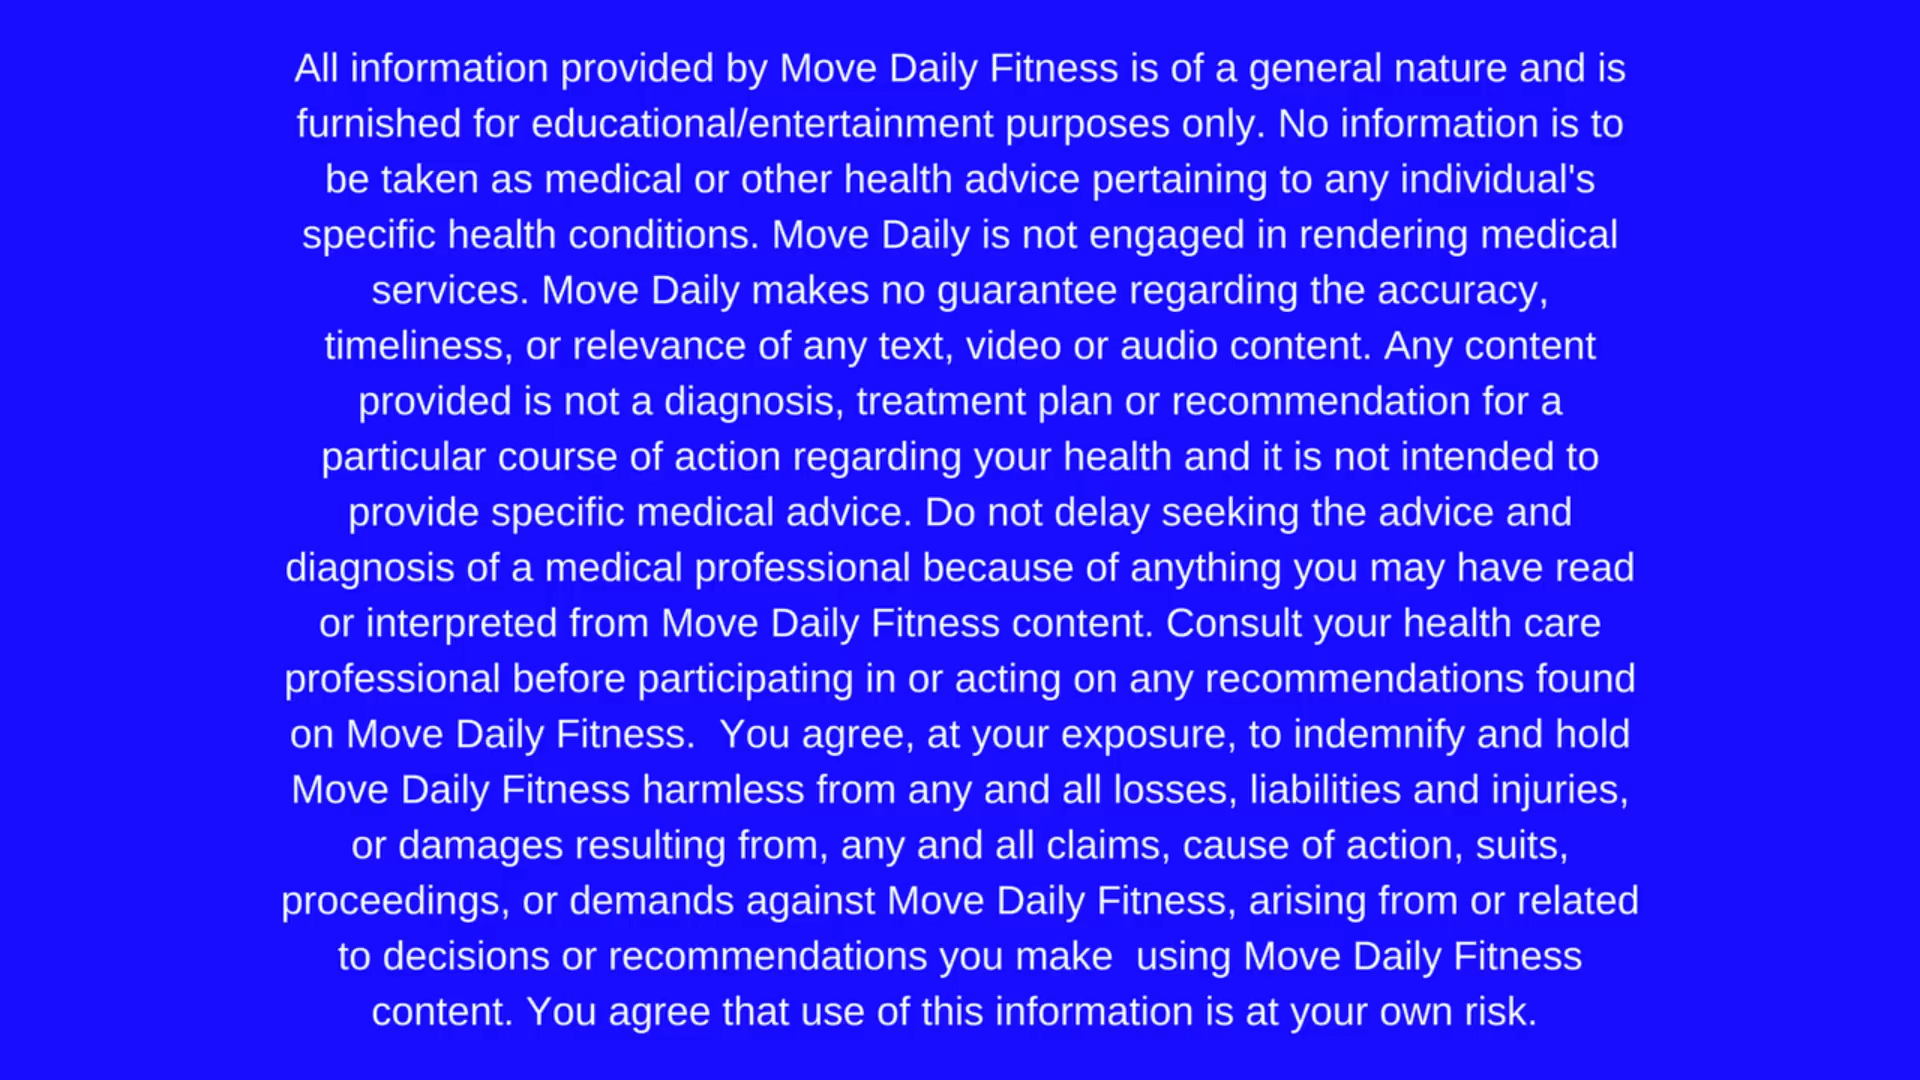 All information provided by Move Daily Fitness is of a general nature and is
furnished for educational/entertainment purposes only. No information is to
be taken as medical or other health advice pertaining to any individual's
specific health conditions. Move Daily is not engaged in rendering medical
services. Move Daily makes no guarantee regarding the accuracy,
timeliness, or relevance of any text, video or audio content. Any content
provided is not a diagnosis, treatment plan or recommendation for a
particular course of action regarding your health and it is not intended to
provide specific medical advice. Do not delay seeking the advice and
diagnosis of a medical professional because of anything you may have read
or interpreted from Move Daily Fitness content. Consult your health care
professional before participating in or acting on any recommendations found
on Move Daily Fitness.  You agree, at your exposure, to indemnify and hold
Move Daily Fitness harmless from any and all losses, liabilities and injuries,
or damages resulting from, any and all claims, cause of action, suits,
proceedings, or demands against Move Daily Fitness, arising from or related
to decisions or recommendations you make  using Move Daily Fitness
content. You agree that use of this information is at your own risk.